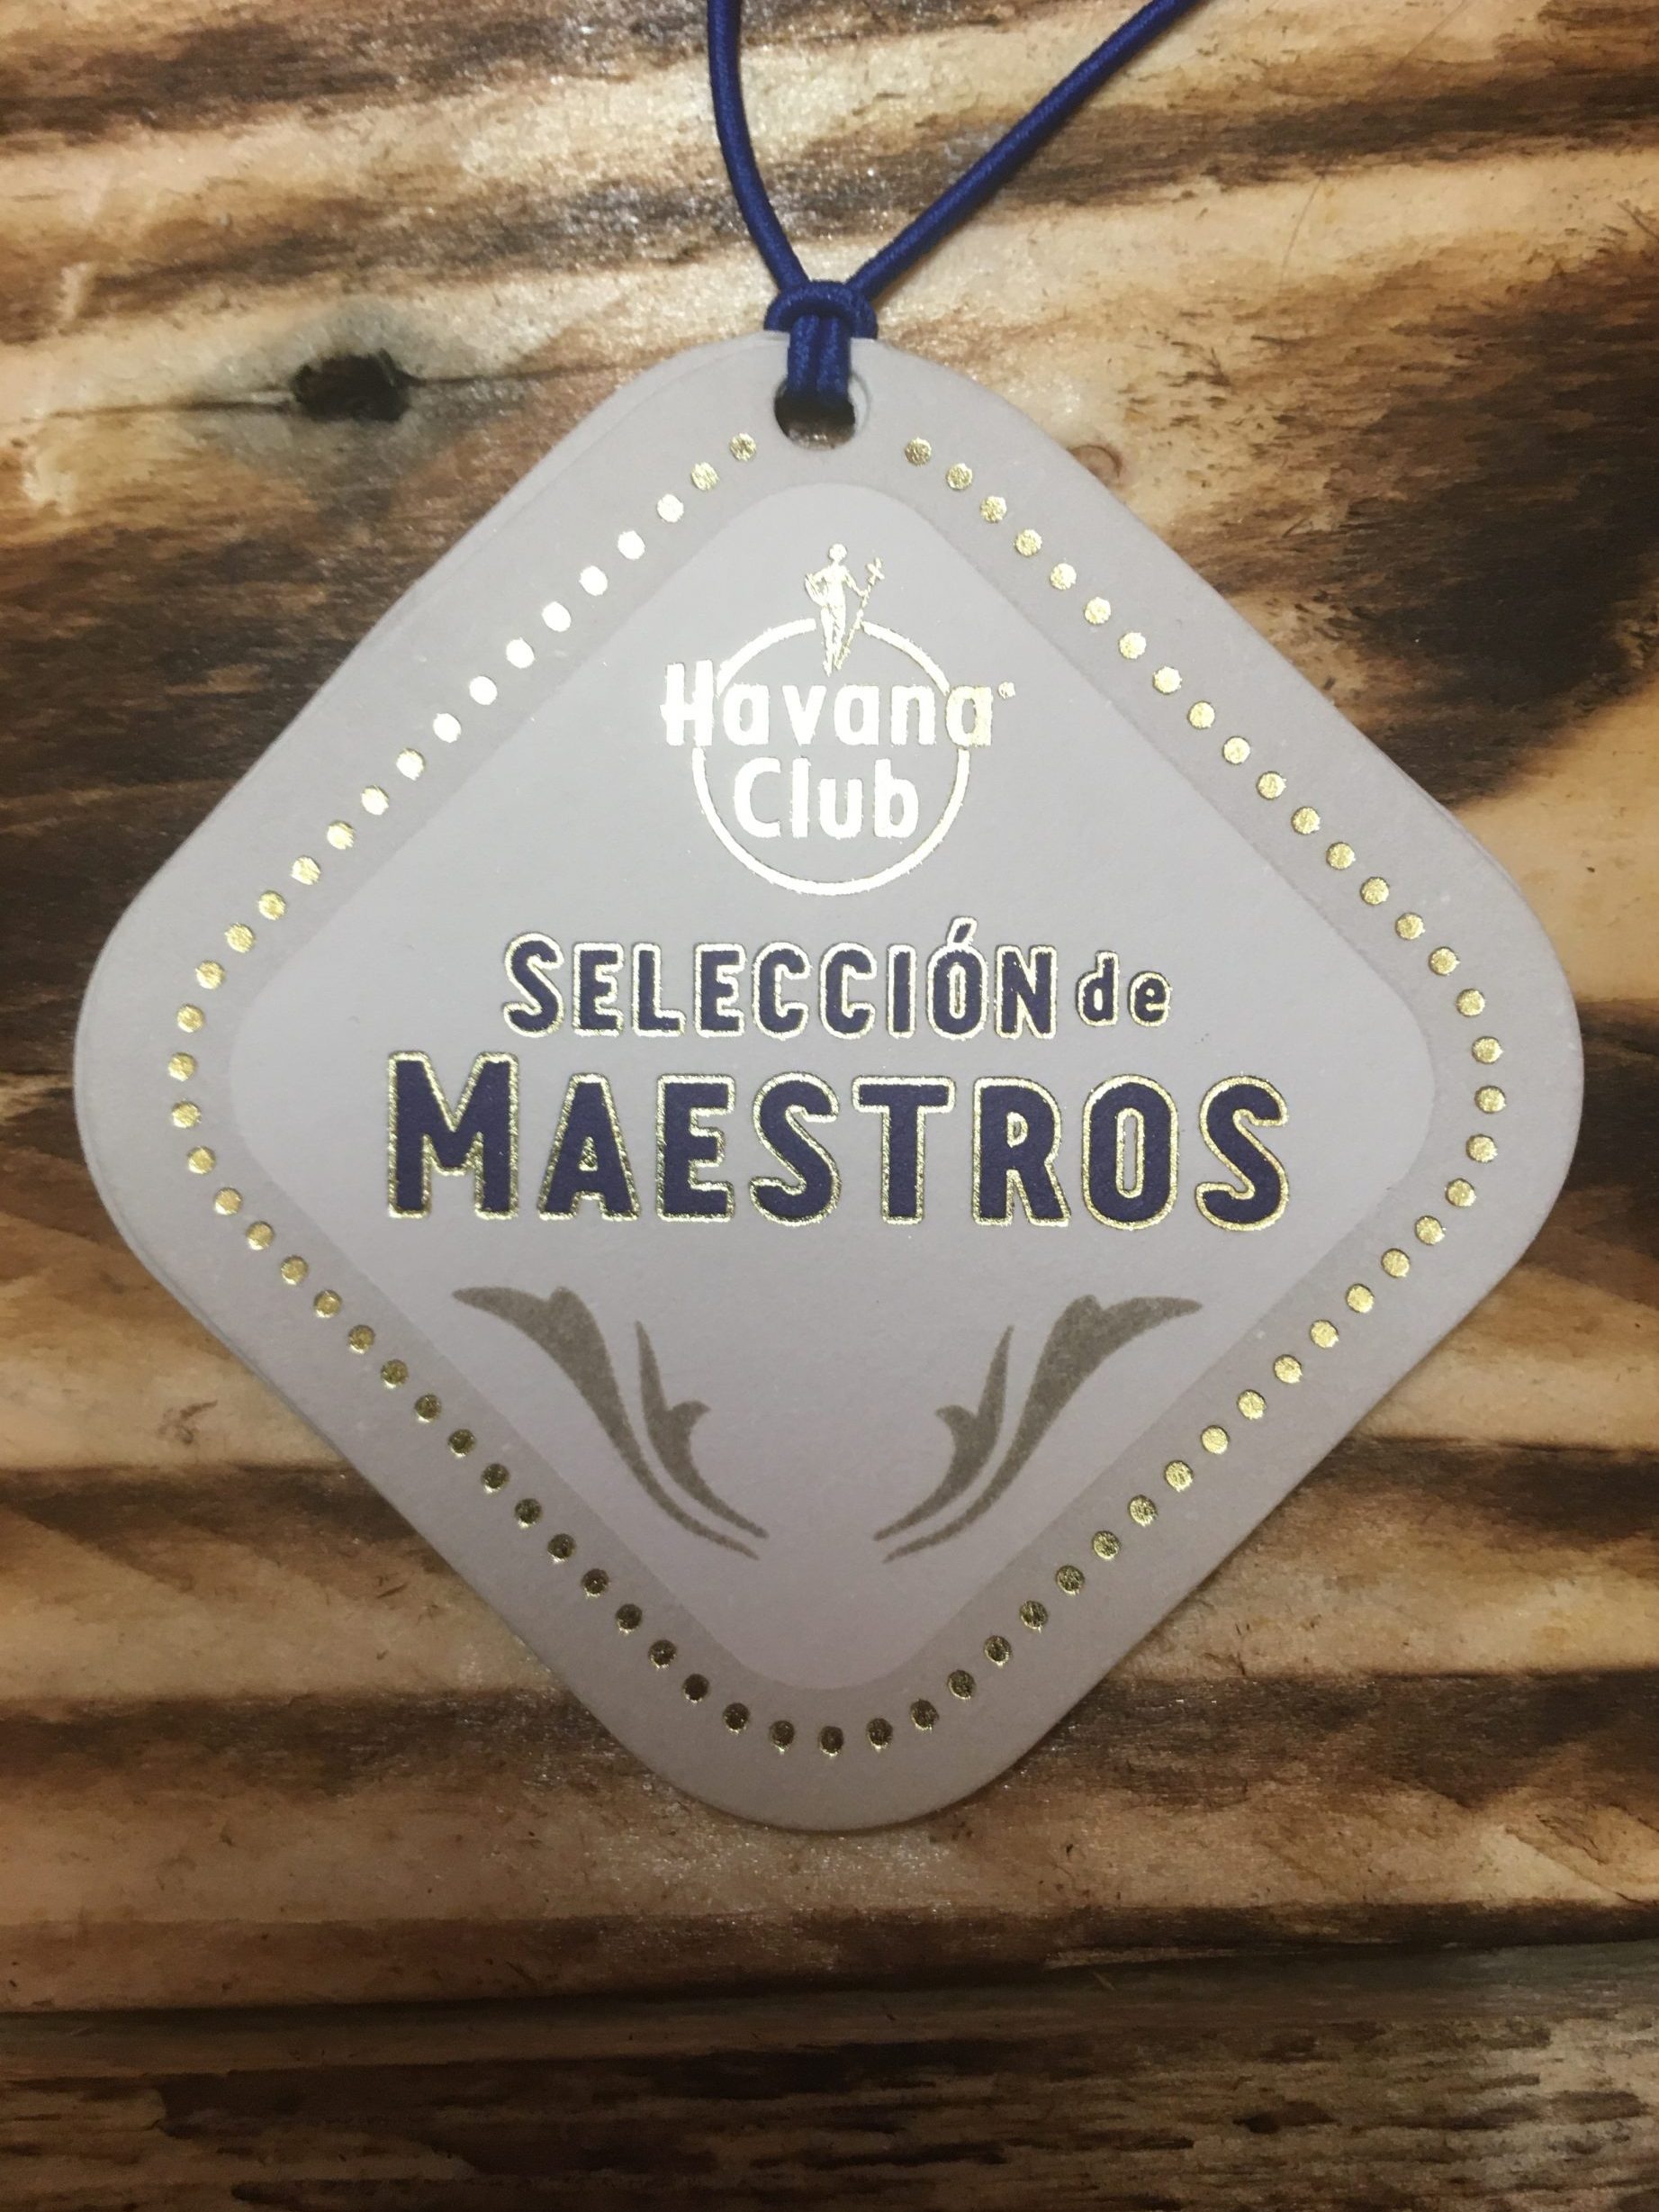 Havana
Club
SELECCIÓN de
MAESTROS